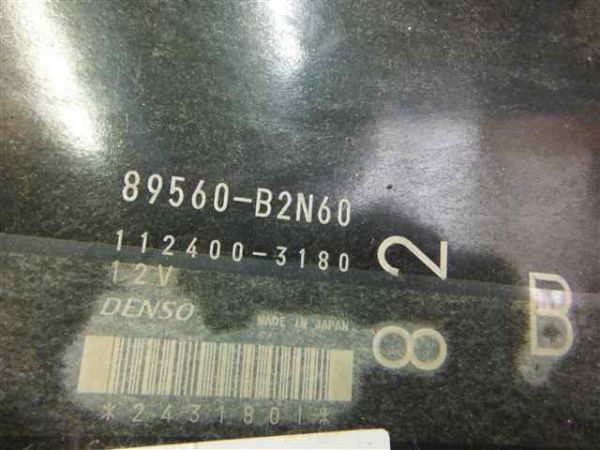 89560-B2N60
112400-3180
12V
DENSO MADE IN JAPAN
*2431801*
8 2
B